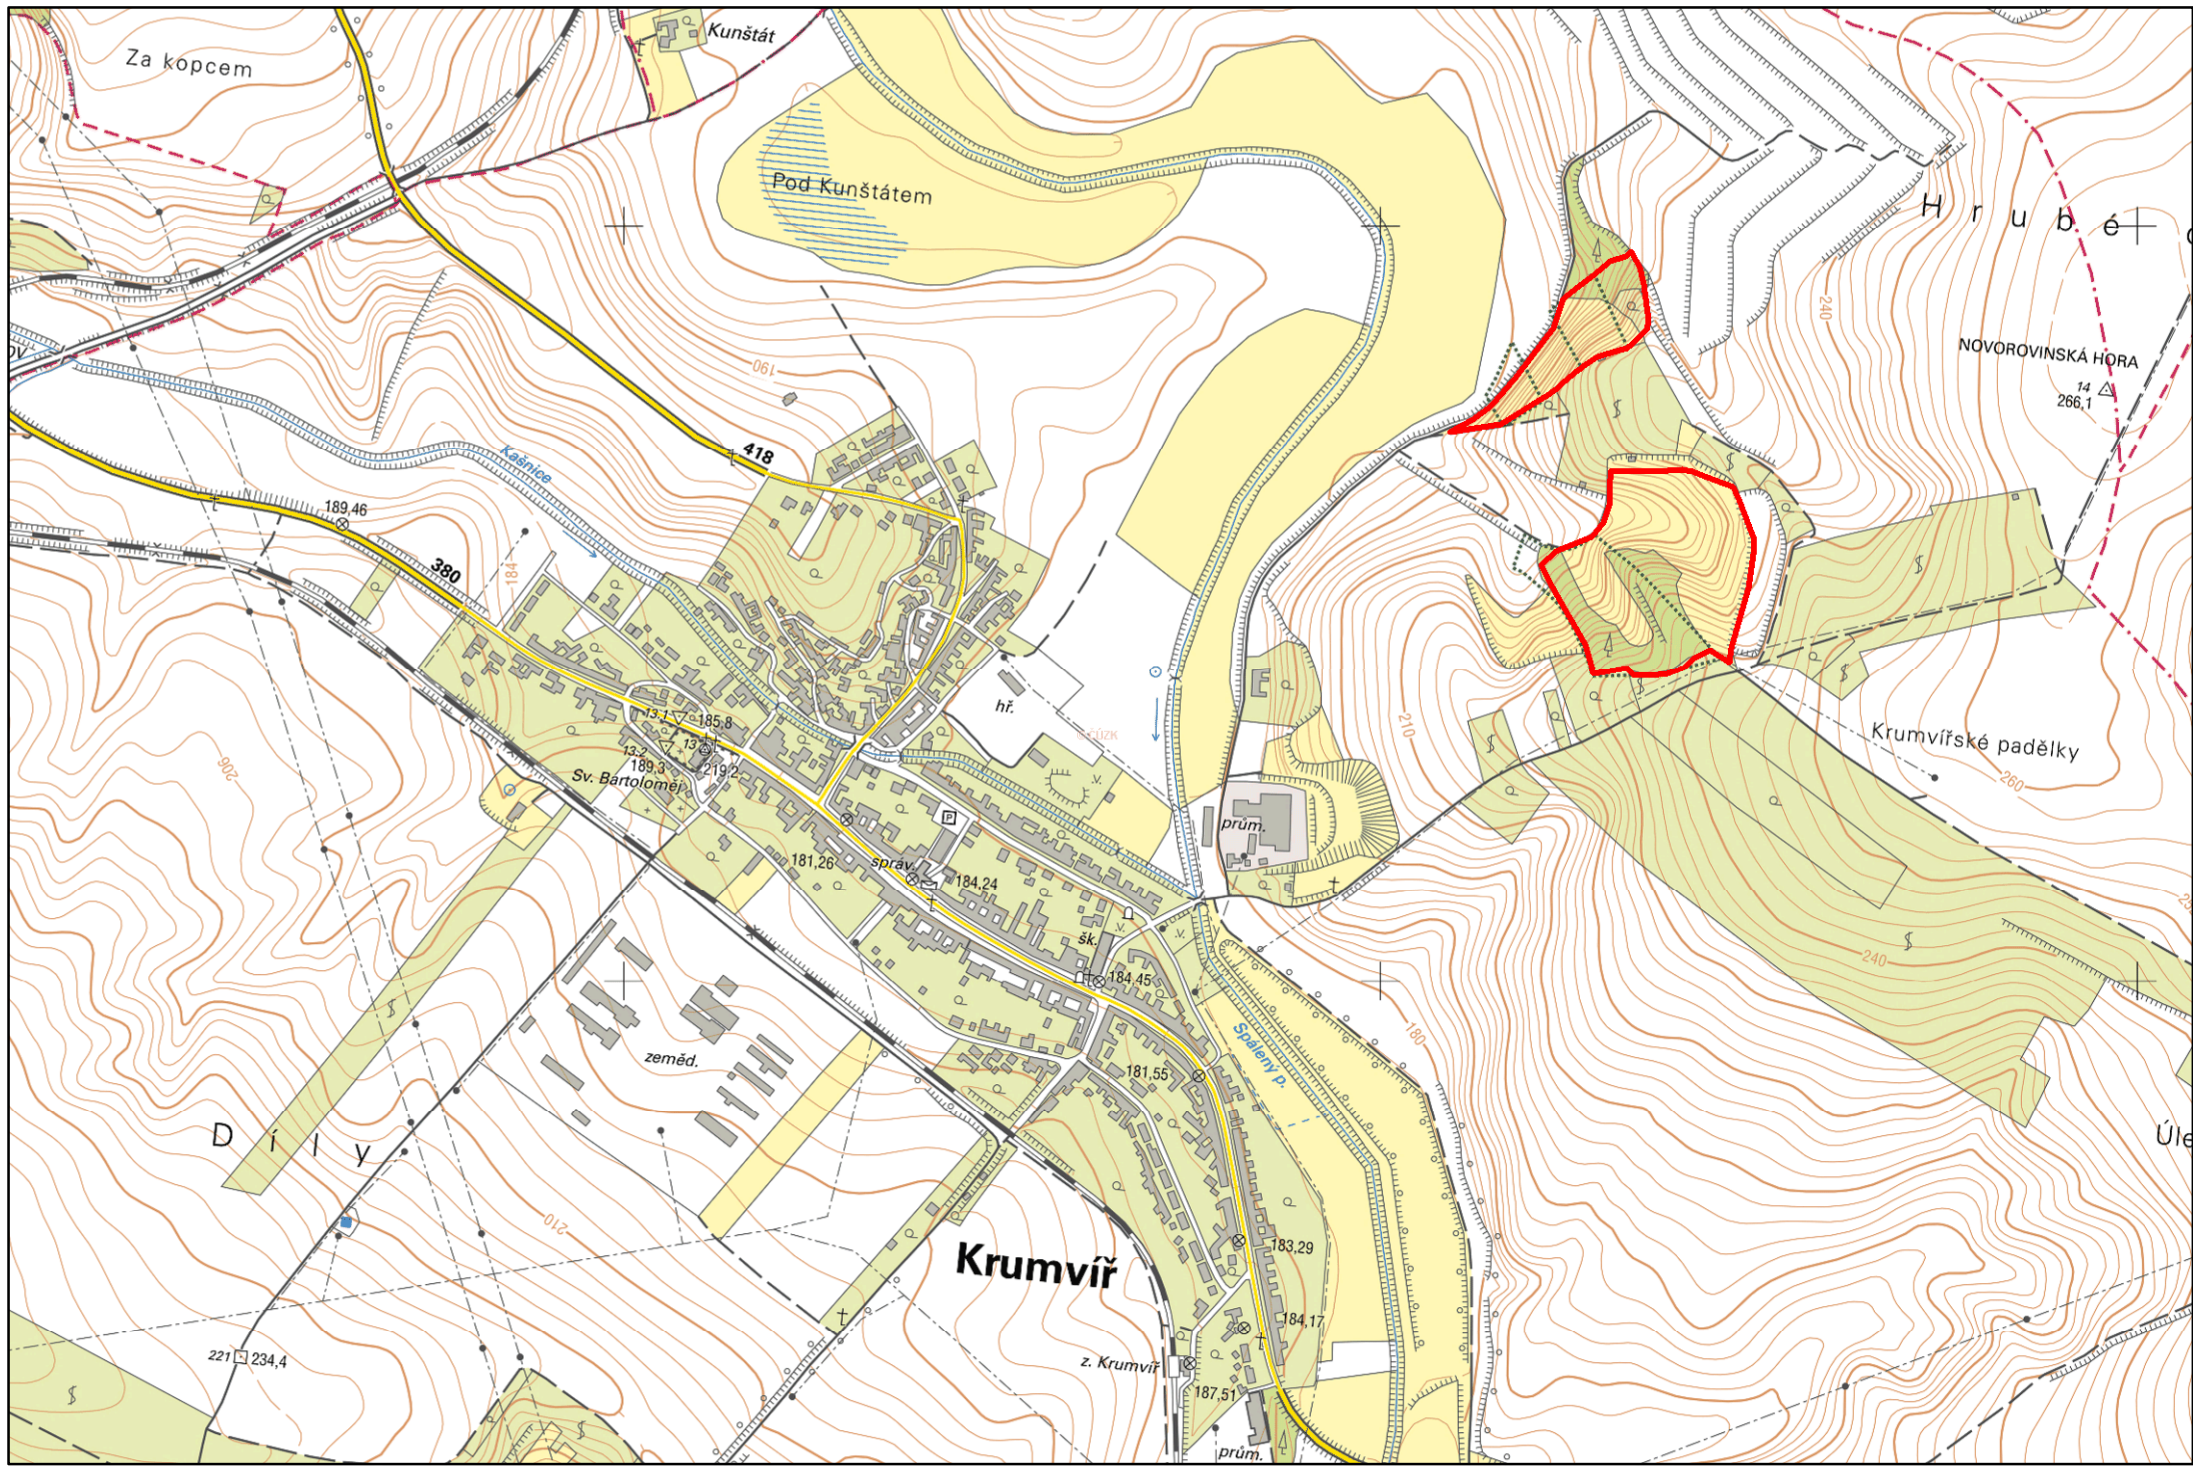 Kunštát
Za kopcem
Pod Kunštátem
Hrubé
240
NOVOROVINSKÁ HORA
14
266,1
190
418
Kašnice
189,46
380
184
hř.
210
13.1
185,8
13.2
13
189,3
219,2
Sv. Bartoloměj
206
©ČÚZK
Krumvířské padělky
260
P
prům.
181,26
správ.
184,24
šk.
184,45
240
180
Spálený p.
zeměd.
181,55
Díly
210
Krumvíř
183,29
184,17
221
234,4
z. Krumvíř
187,51
prům.